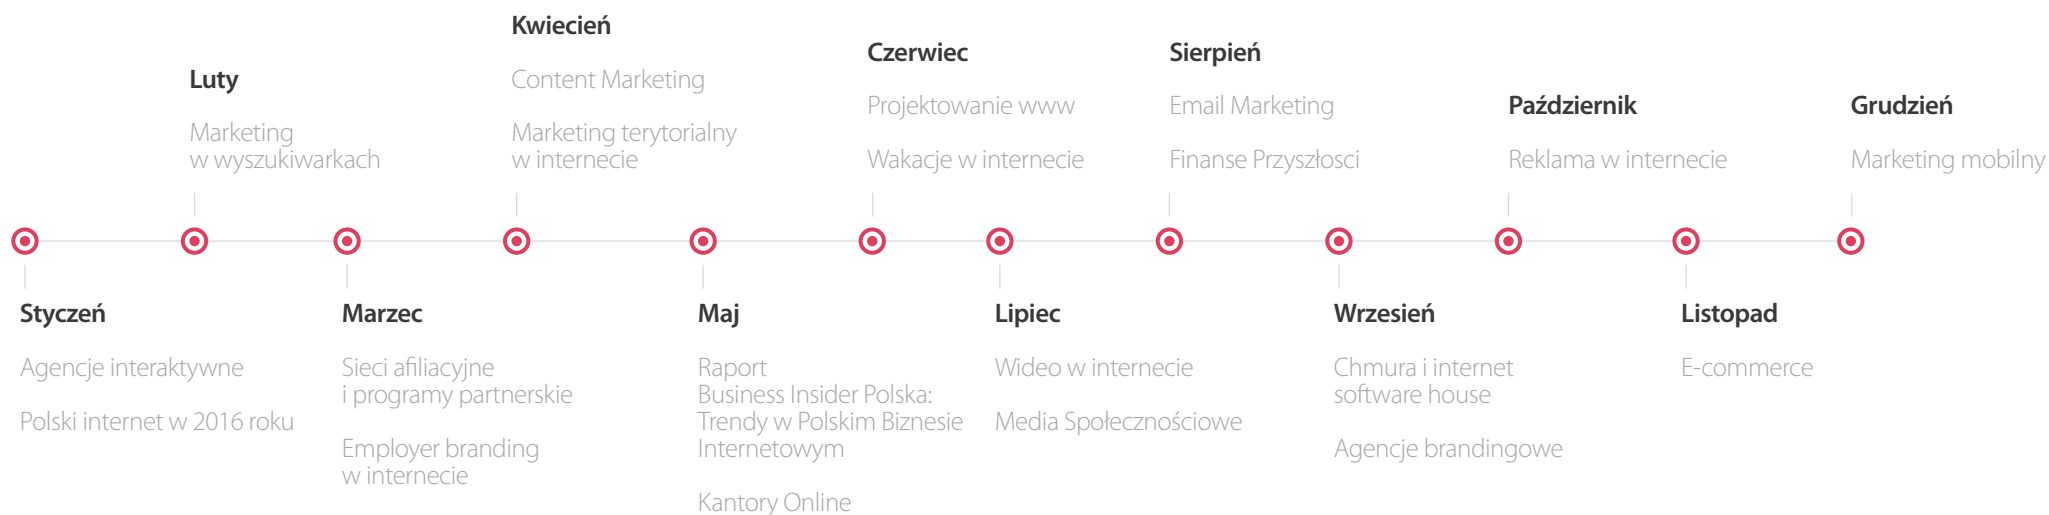 Styczeń
Agencje interaktywne
Polski internet w 2016 roku
Luty
Marketing
w wyszukiwarkach
Marzec
Sieci afiliacyjne
i programy partnerskie
Employer branding
w internecie
Kwiecień
Content Marketing
Marketing terytorialny
w internecie
Maj
Raport
Business Insider Polska:
Trendy w Polskim Biznesie
Internetowym
Kantory Online
Czerwiec
Projektowanie www
Wakacje w internecie
Lipiec
Wideo w internecie
Media Społecznościowe
Sierpień
Email Marketing
Finanse Przyszłosci
Wrzesień
Chmura i internet
software house
Agencje brandingowe
Październik
Reklama w internecie
Listopad
E-commerce
Grudzień
Marketing mobilny